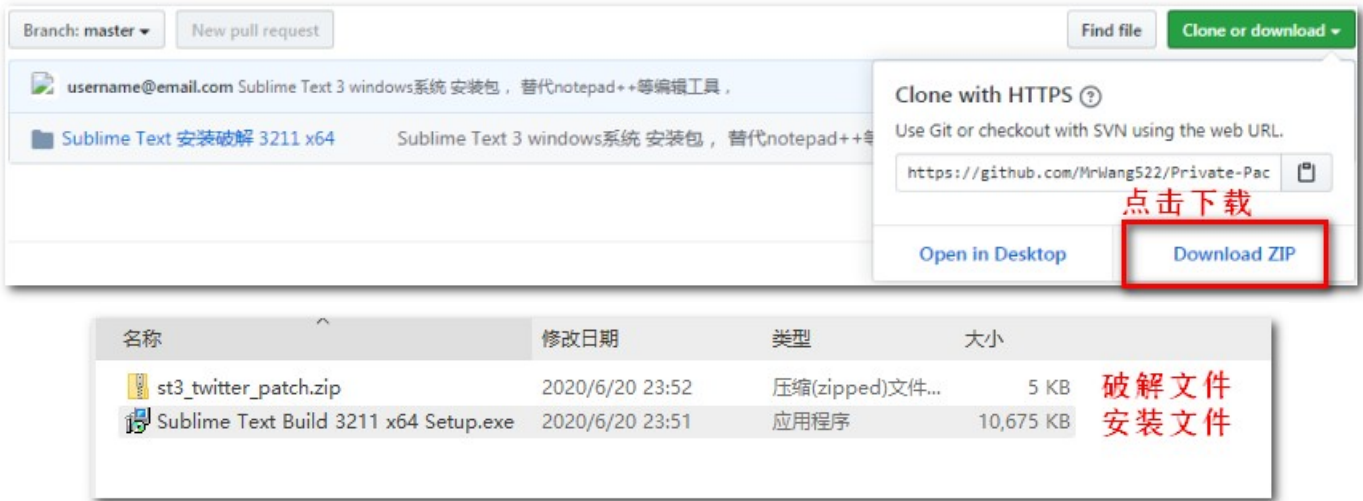 Branch: master New pull request Find file Clone or download
username@email.com Sublime Text 3 windows系统 安装包 ，替代notepad++等编辑工具 ，
Clone with HTTPS ?
Sublime Text 安装破解 3211 x64 Sublime Text 3 windows系统 安装包 ，替代notepad++
Use Git or checkout with SVN using the web URL.
https://github.com/MrWang522/Private-Pac
点击下载
Open in Desktop Download ZIP
名称 修改日期 类型 大小
st3_twitter_patch.zip 2020/6/20 23:52 压缩(zipped)文件... 5 KB 破解文件
Sublime Text Build 3211 x64 Setup.exe 2020/6/20 23:51 应用程序 10,675 KB 安装文件